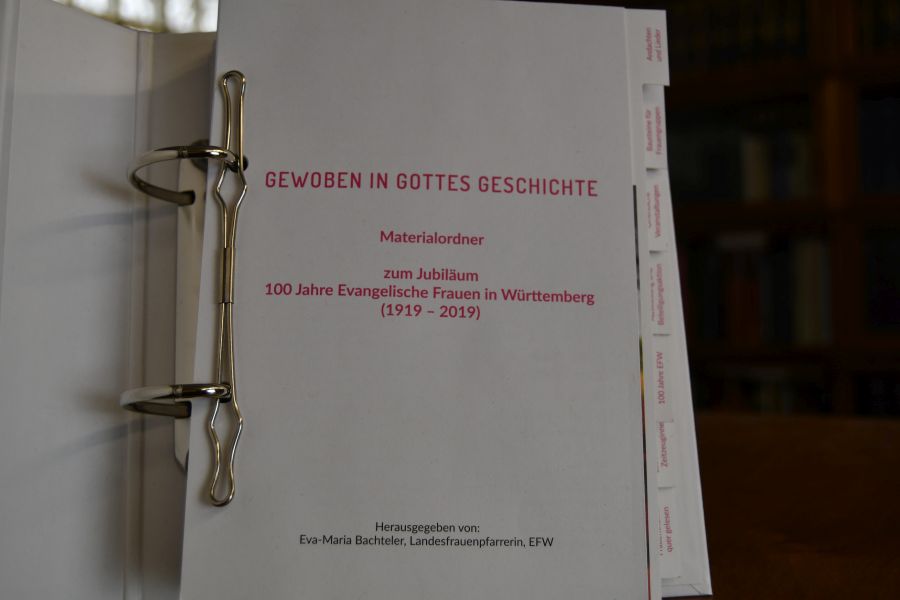 GEWOBEN IN GOTTES GESCHICHTE
Materialordner
zum Jubiläum
100 Jahre Evangelische Frauen in Württemberg
(1919 – 2019)
Herausgegeben von:
Eva-Maria Bachteler, Landesfrauenpfarrerin, EFW
Andachten
und Lieder
Bausteine für
Frauengruppen
Veranstaltungen
Beteiligungsaktion
100 Jahre EFW
Zeitzeuginne
quer gelesen